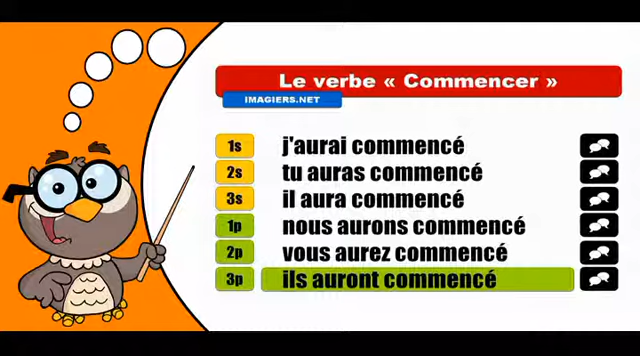 Le verbe « Commencer »
IMAGIERS.NET
1s j'aurai commencé
2s tu auras commencé
3s il aura commencé
1p nous aurons commencé
2p vous aurez commencé
3p ils auront commencé